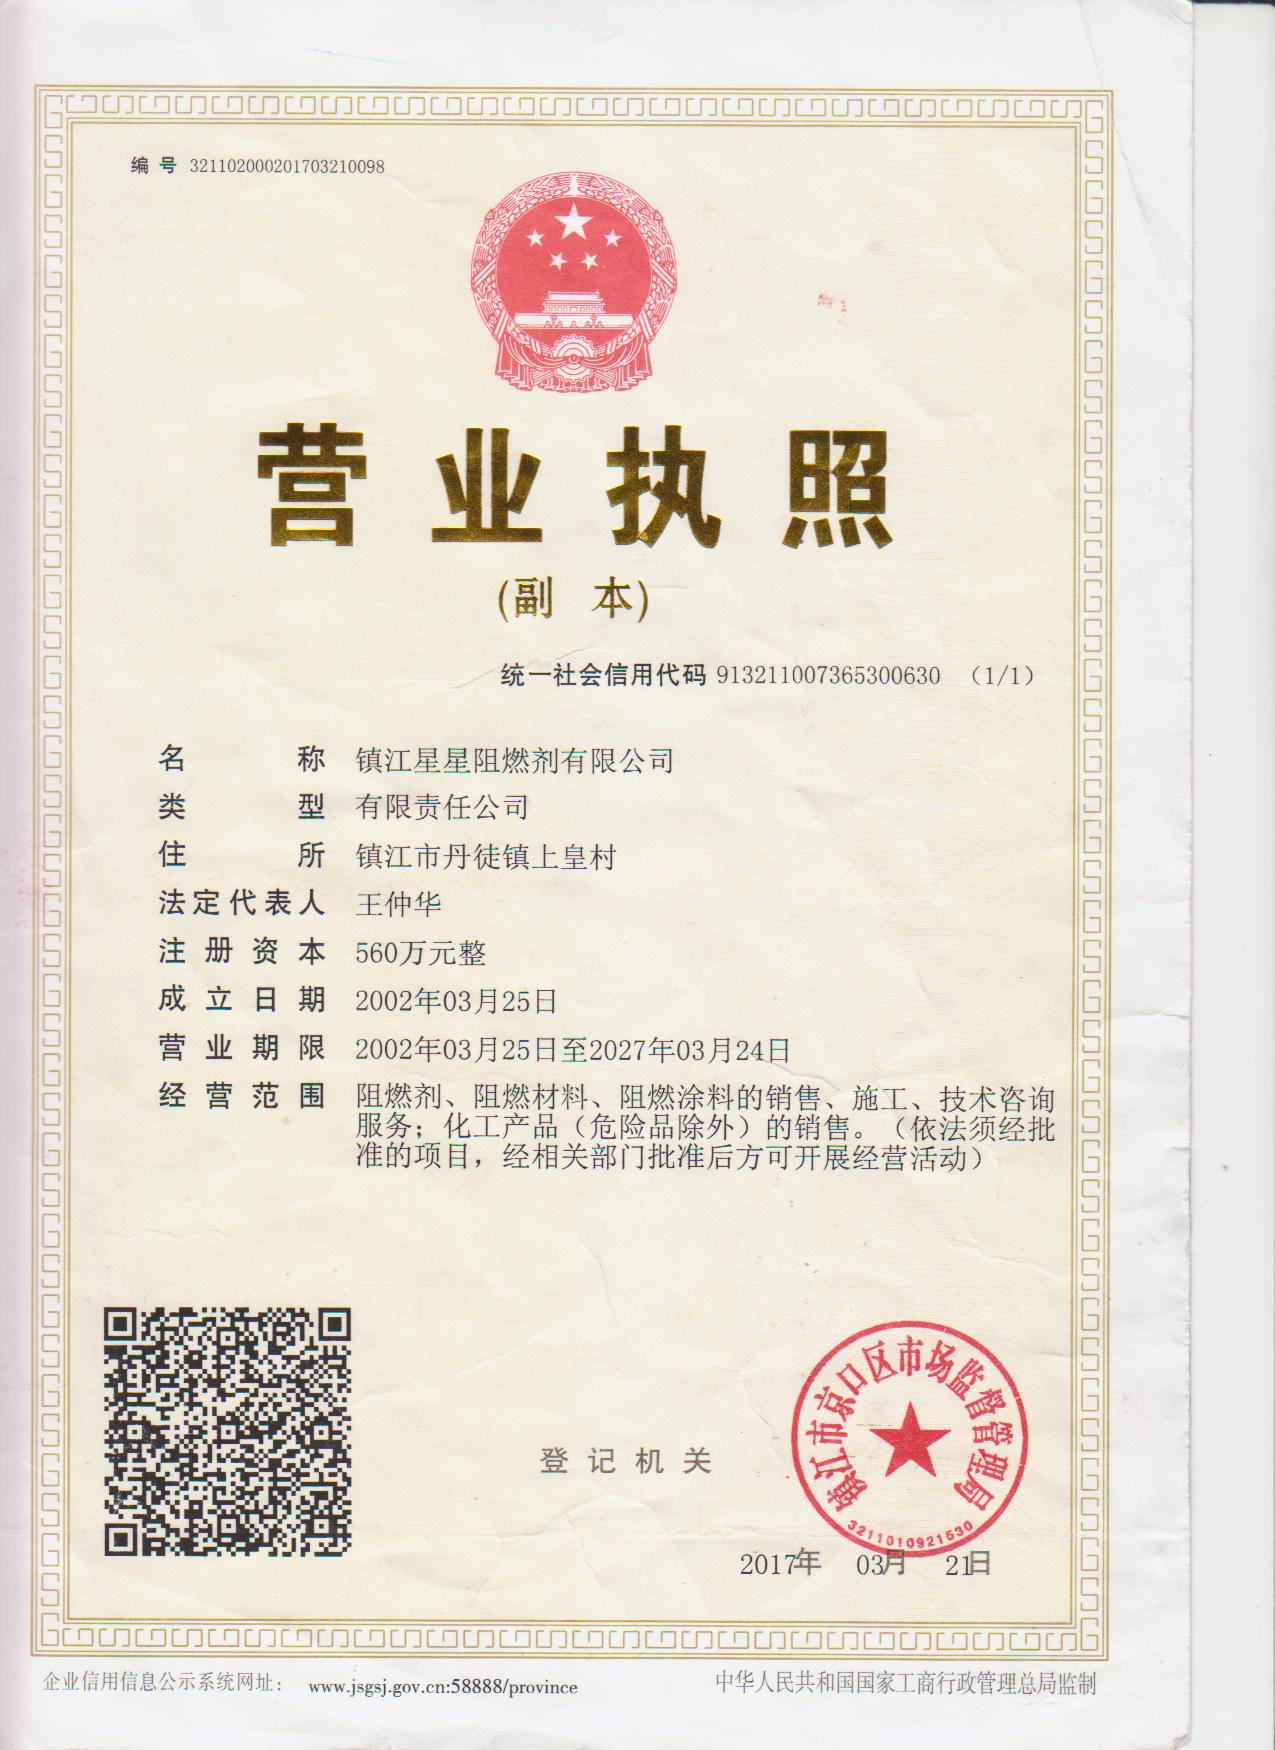 编号 321102000201703210098
营业执照
(副 本)
统一社会信用代码 913211007365300630 （1/1）
名称 镇江星星阻燃剂有限公司
类型 有限责任公司
住所 镇江市丹徒镇上皇村
法定代表人 王仲华
注册资本 560万元整
成立日期 2002年03月25日
营业期限 2002年03月25日至2027年03月24日
经营范围 阻燃剂、阻燃材料、阻燃涂料的销售、施工、技术咨询
服务；化工产品（危险品除外）的销售。（依法须经批
准的项目，经相关部门批准后方可开展经营活动）
登记机关
镇江市京口区市场监督管理局
3211010921530
2017年 03月 21日
企业信用信息公示系统网址： www.jsgsj.gov.cn:58888/province
中华人民共和国国家工商行政管理总局监制